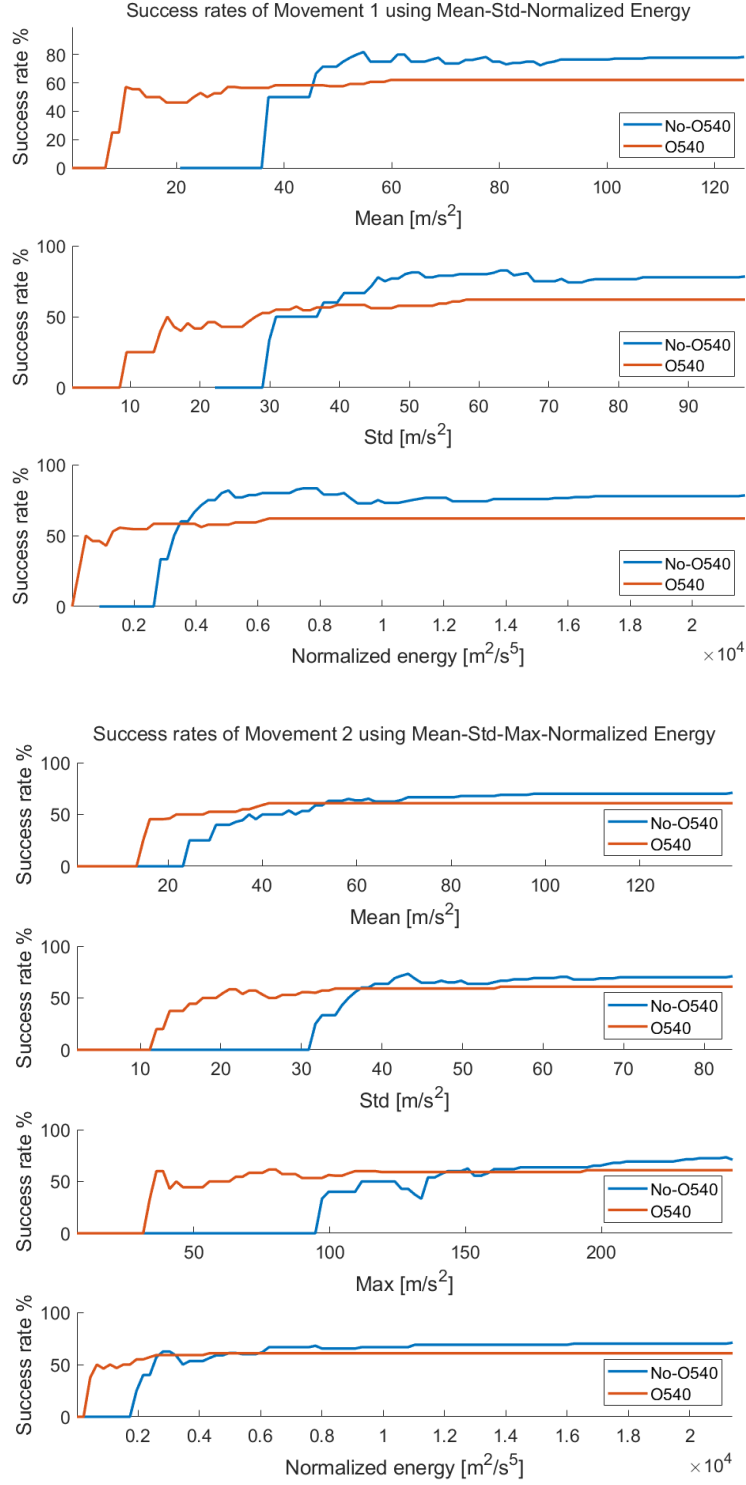 Success rates of Movement 1 using Mean-Std-Normalized Energy
Success rate %
80
60
40
20
0
No-O540
O540
20 40 60 80 100 120
Mean [m/s²]
Success rate %
100
50
0
No-O540
O540
10 20 30 40 50 60 70 80 90
Std [m/s²]
Success rate %
100
50
0
No-O540
O540
0.2 0.4 0.6 0.8 1 1.2 1.4 1.6 1.8 2
Normalized energy [m²/s⁵]
×10⁴
Success rates of Movement 2 using Mean-Std-Max-Normalized Energy
Success rate %
100
50
0
No-O540
O540
20 40 60 80 100 120
Mean [m/s²]
Success rate %
100
50
0
No-O540
O540
10 20 30 40 50 60 70 80
Std [m/s²]
Success rate %
100
50
0
No-O540
O540
50 100 150 200
Max [m/s²]
Success rate %
100
50
0
No-O540
O540
0.2 0.4 0.6 0.8 1 1.2 1.4 1.6 1.8 2
Normalized energy [m²/s⁵]
×10⁴